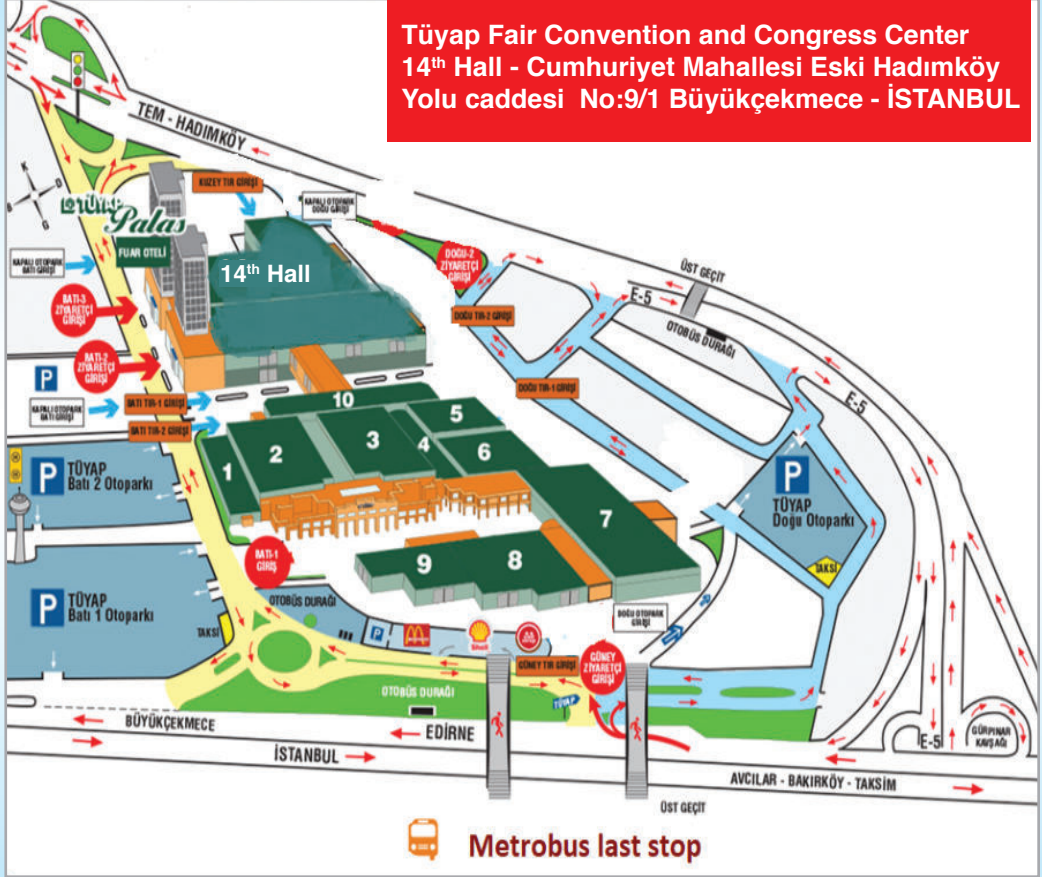 Tüyap Fair Convention and Congress Center
14th Hall - Cumhuriyet Mahallesi Eski Hadımköy
Yolu caddesi No:9/1 Büyükçekmece - İSTANBUL
TEM - HADIMKÖY
K
B
D
G
TÜYAP
Palas
FUAR OTELİ
KUZEY TIR GİRİŞİ
KAPALI OTOPARK
DOĞU GİRİŞİ
KAPALI OTOPARK
BATI GİRİŞİ
14th Hall
DOĞU-2
ZİYARETÇİ
GİRİŞİ
ÜST GEÇİT
E-5
OTOBÜS DURAĞI
BATI-3
ZİYARETÇİ
GİRİŞİ
DOĞU TIR-2 GİRİŞİ
BATI-2
ZİYARETÇİ
GİRİŞİ
P
DOĞU TIR-1 GİRİŞİ
E-5
KAPALI OTOPARK
BATI GİRİŞİ
BATI TIR-1 GİRİŞİ
BATI TIR-2 GİRİŞİ
10
5
1
2
3
4
6
7
8
9
P
TÜYAP
Batı 2 Otoparkı
P
TÜYAP
Doğu Otoparkı
TAKSİ
BATI-1
GİRİŞ
P
TÜYAP
Batı 1 Otoparkı
TAKSİ
OTOBÜS DURAĞI
P
Shell
DOĞU OTOPARK
GİRİŞİ
GÜNEY TIR GİRİŞİ
GÜNEY
ZİYARETÇİ
GİRİŞİ
OTOBÜS DURAĞI
TÜYAP
BÜYÜKÇEKMECE
EDİRNE
E-5
GÜRPINAR
KAVŞAĞI
İSTANBUL
AVCILAR - BAKIRKÖY - TAKSİM
ÜST GEÇİT
Metrobus last stop